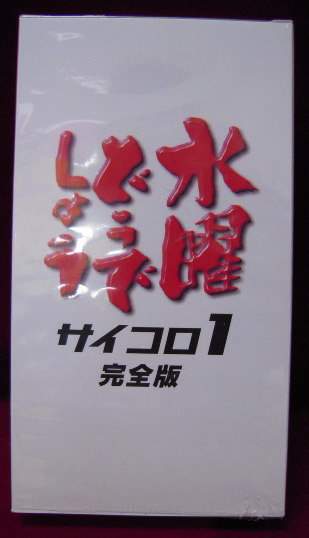 水曜
どうで
しょう
サイコロ1
完全版